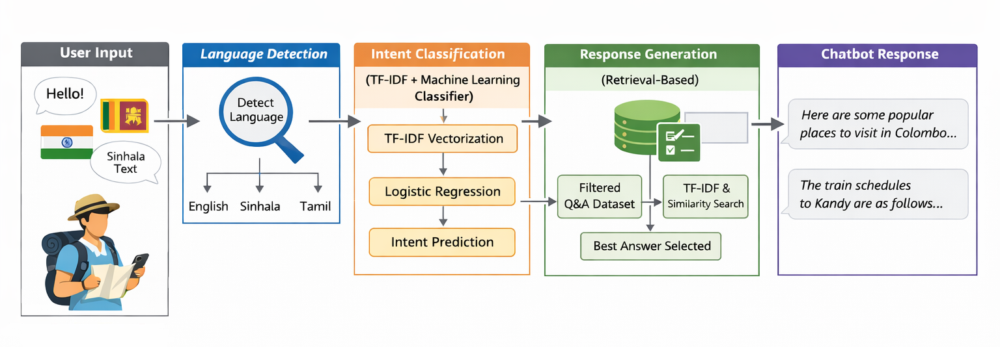 User Input
Hello!
Sinhala
Text
Language Detection
Detect
Language
English
Sinhala
Tamil
Intent Classification
(TF-IDF + Machine Learning
Classifier)
TF-IDF Vectorization
Logistic Regression
Intent Prediction
Response Generation
(Retrieval-Based)
Filtered
Q&A Dataset
TF-IDF &
Similarity Search
Best Answer Selected
Chatbot Response
Here are some popular
places to visit in Colombo...
The train schedules
to Kandy are as follows...